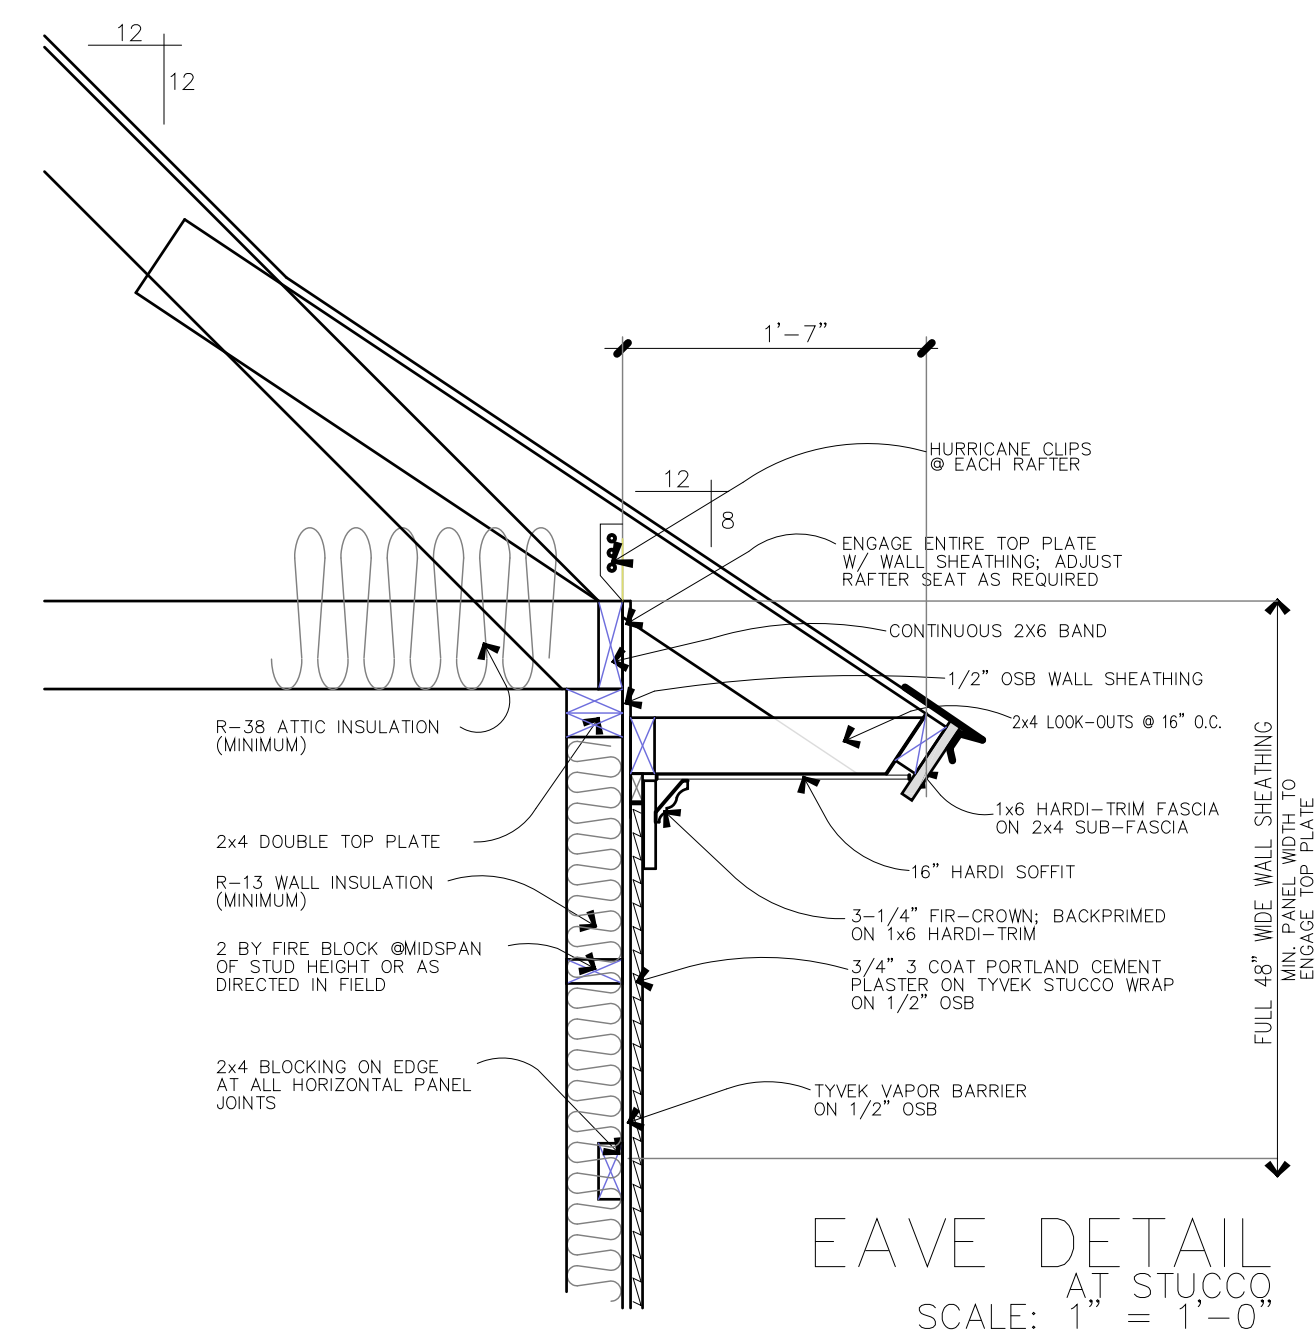 12
12
1'-7"
HURRICANE CLIPS
@ EACH RAFTER
12
8
ENGAGE ENTIRE TOP PLATE
W/ WALL SHEATHING; ADJUST
RAFTER SEAT AS REQUIRED
CONTINUOUS 2X6 BAND
1/2" OSB WALL SHEATHING
2x4 LOOK-OUTS @ 16" O.C.
R-38 ATTIC INSULATION
(MINIMUM)
1x6 HARDI-TRIM FASCIA
ON 2x4 SUB-FASCIA
2x4 DOUBLE TOP PLATE
16" HARDI SOFFIT
R-13 WALL INSULATION
(MINIMUM)
3-1/4" FIR-CROWN; BACKPRIMED
ON 1x6 HARDI-TRIM
2 BY FIRE BLOCK @MIDSPAN
OF STUD HEIGHT OR AS
DIRECTED IN FIELD
3/4" 3 COAT PORTLAND CEMENT
PLASTER ON TYVEK STUCCO WRAP
ON 1/2" OSB
2x4 BLOCKING ON EDGE
AT ALL HORIZONTAL PANEL
JOINTS
TYVEK VAPOR BARRIER
ON 1/2" OSB
FULL 48" WIDE WALL SHEATHING
MIN. PANEL WIDTH TO
ENGAGE TOP PLATE
EAVE DETAIL
AT STUCCO
SCALE: 1" = 1'-0"